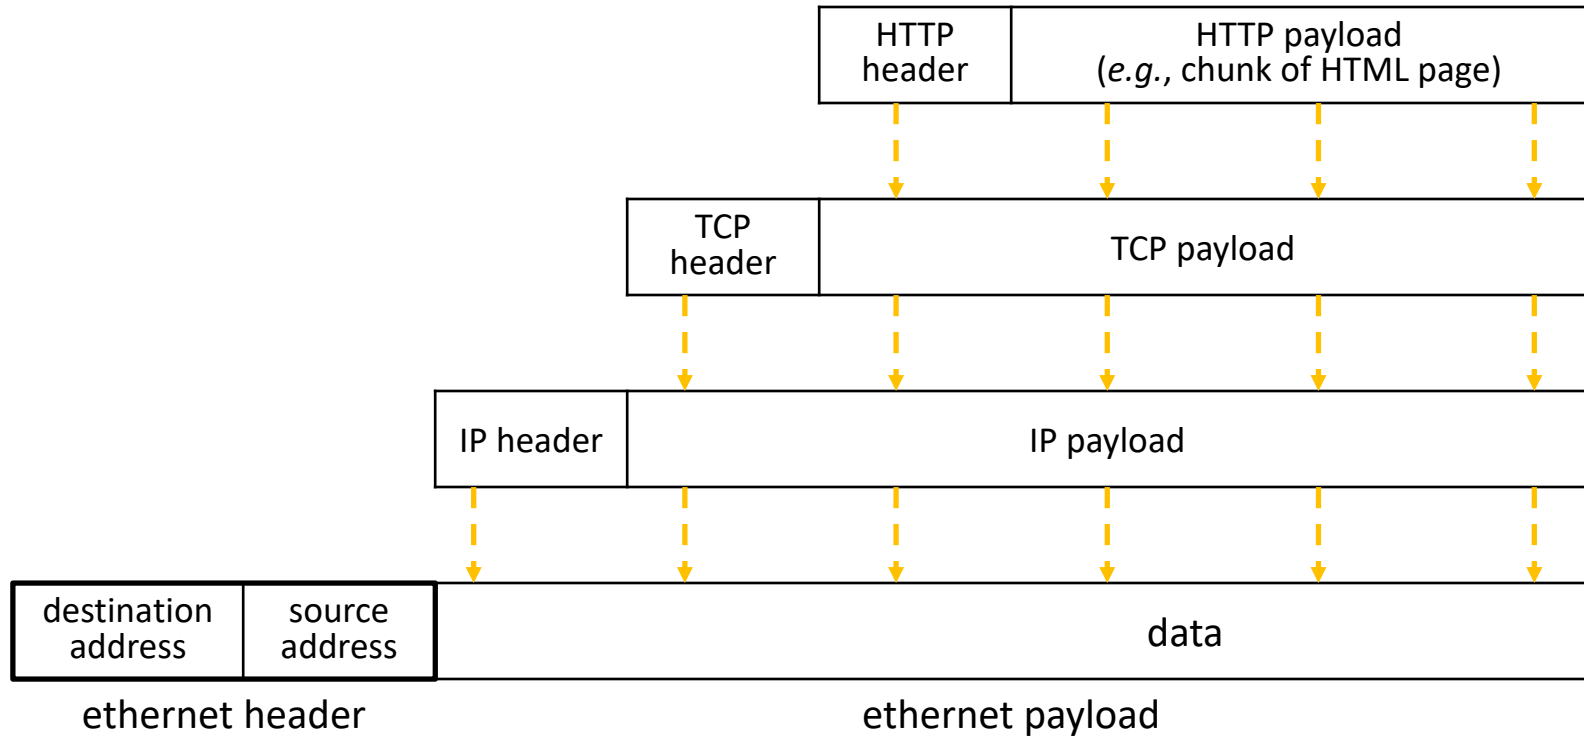 HTTP
header
HTTP payload
(e.g., chunk of HTML page)
TCP
header
TCP payload
IP header
IP payload
destination
address
source
address
data
ethernet header
ethernet payload